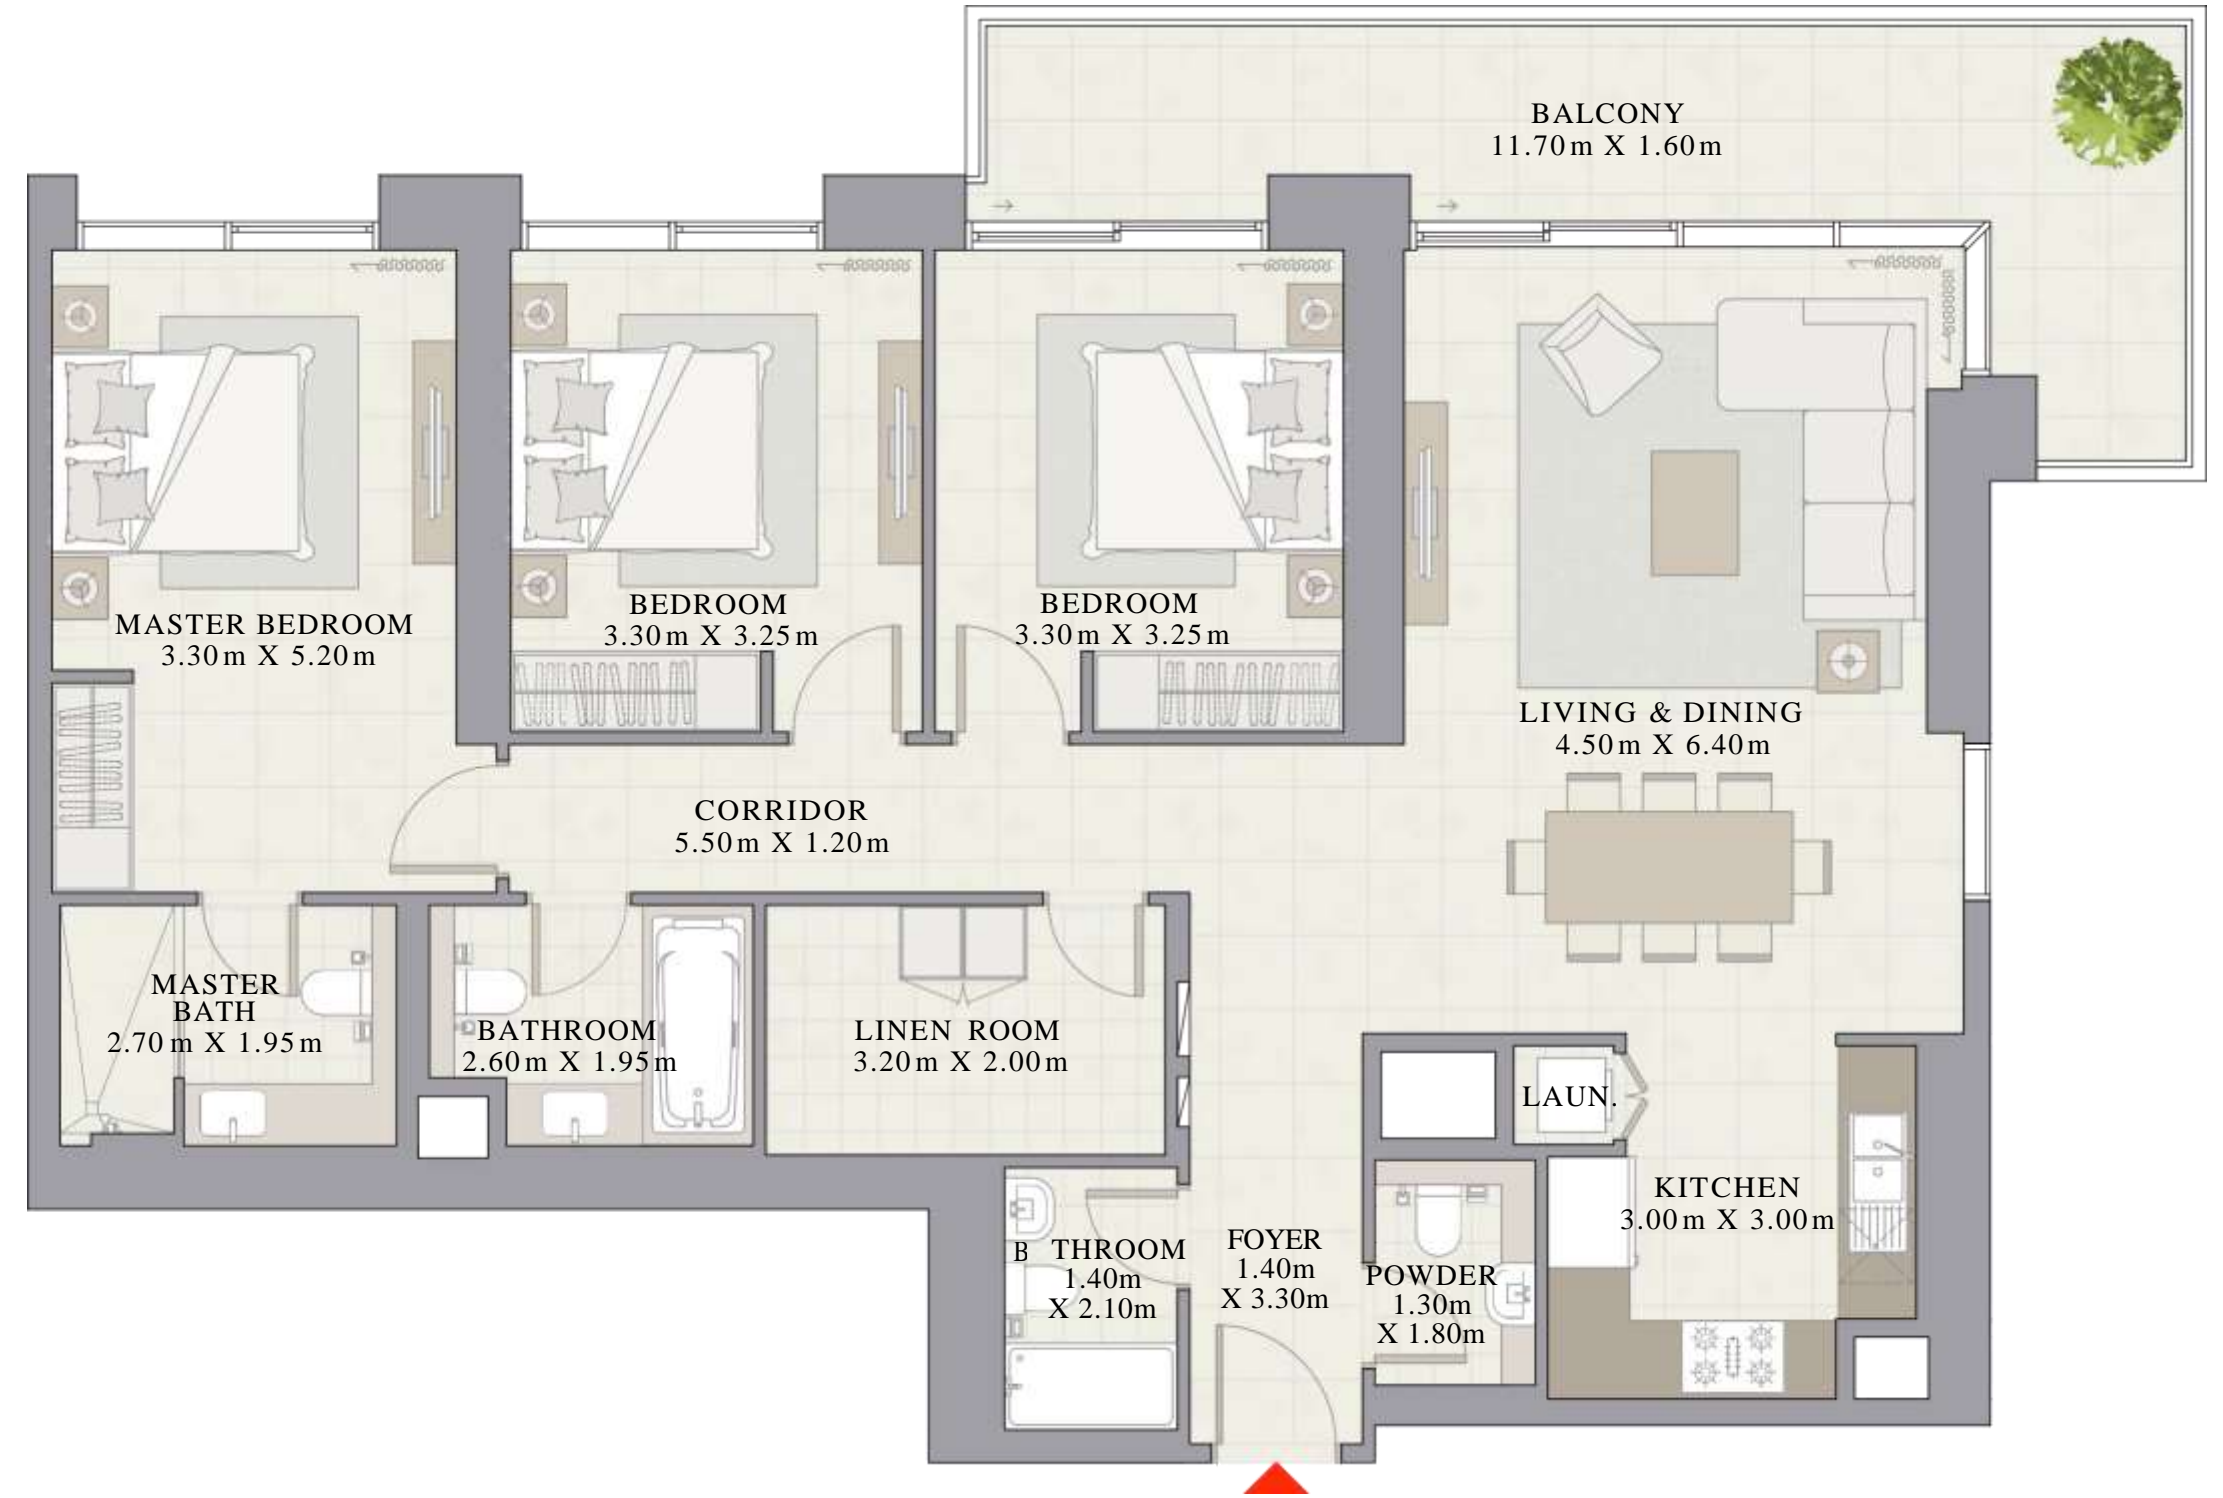 BALCONY
11.70m X 1.60m
MASTER BEDROOM
3.30m X 5.20m
BEDROOM
3.30m X 3.25m
BEDROOM
3.30m X 3.25m
LIVING & DINING
4.50m X 6.40m
CORRIDOR
5.50m X 1.20m
MASTER
BATH
2.70m X 1.95m
BATHROOM
2.60m X 1.95m
LINEN ROOM
3.20m X 2.00m
LAUN.
KITCHEN
3.00m X 3.00m
B THROOM
1.40m
X 2.10m
FOYER
1.40m
X 3.30m
POWDER
1.30m
X 1.80m